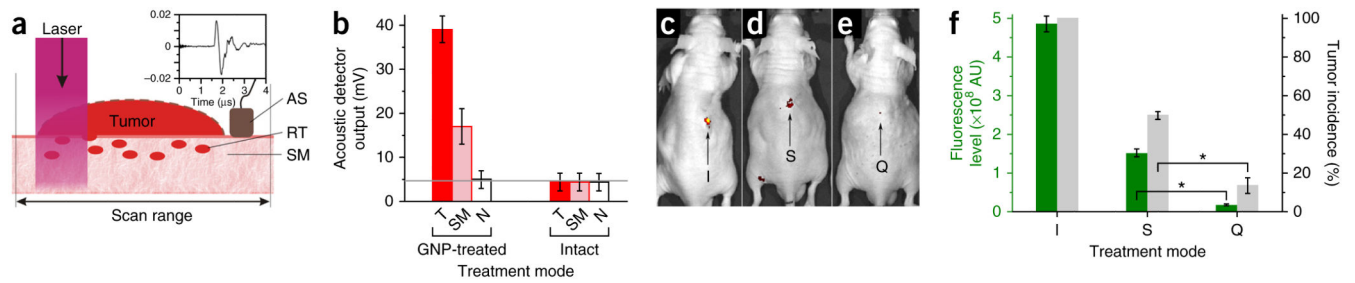 a
Laser
0.02
0
−0.02
0 1 2 3 4
Time (μs)
AS
RT
SM
Tumor
Scan range
b
Acoustic detector
output (mV)
40
30
20
10
0
T SM N T SM N
GNP-treated Intact
Treatment mode
c
I
d
S
e
Q
f
Fluorescence
level (×10⁸ AU)
5
4
3
2
1
0
*
*
100
80
60
40
20
0
Tumor incidence (%)
I S Q
Treatment mode